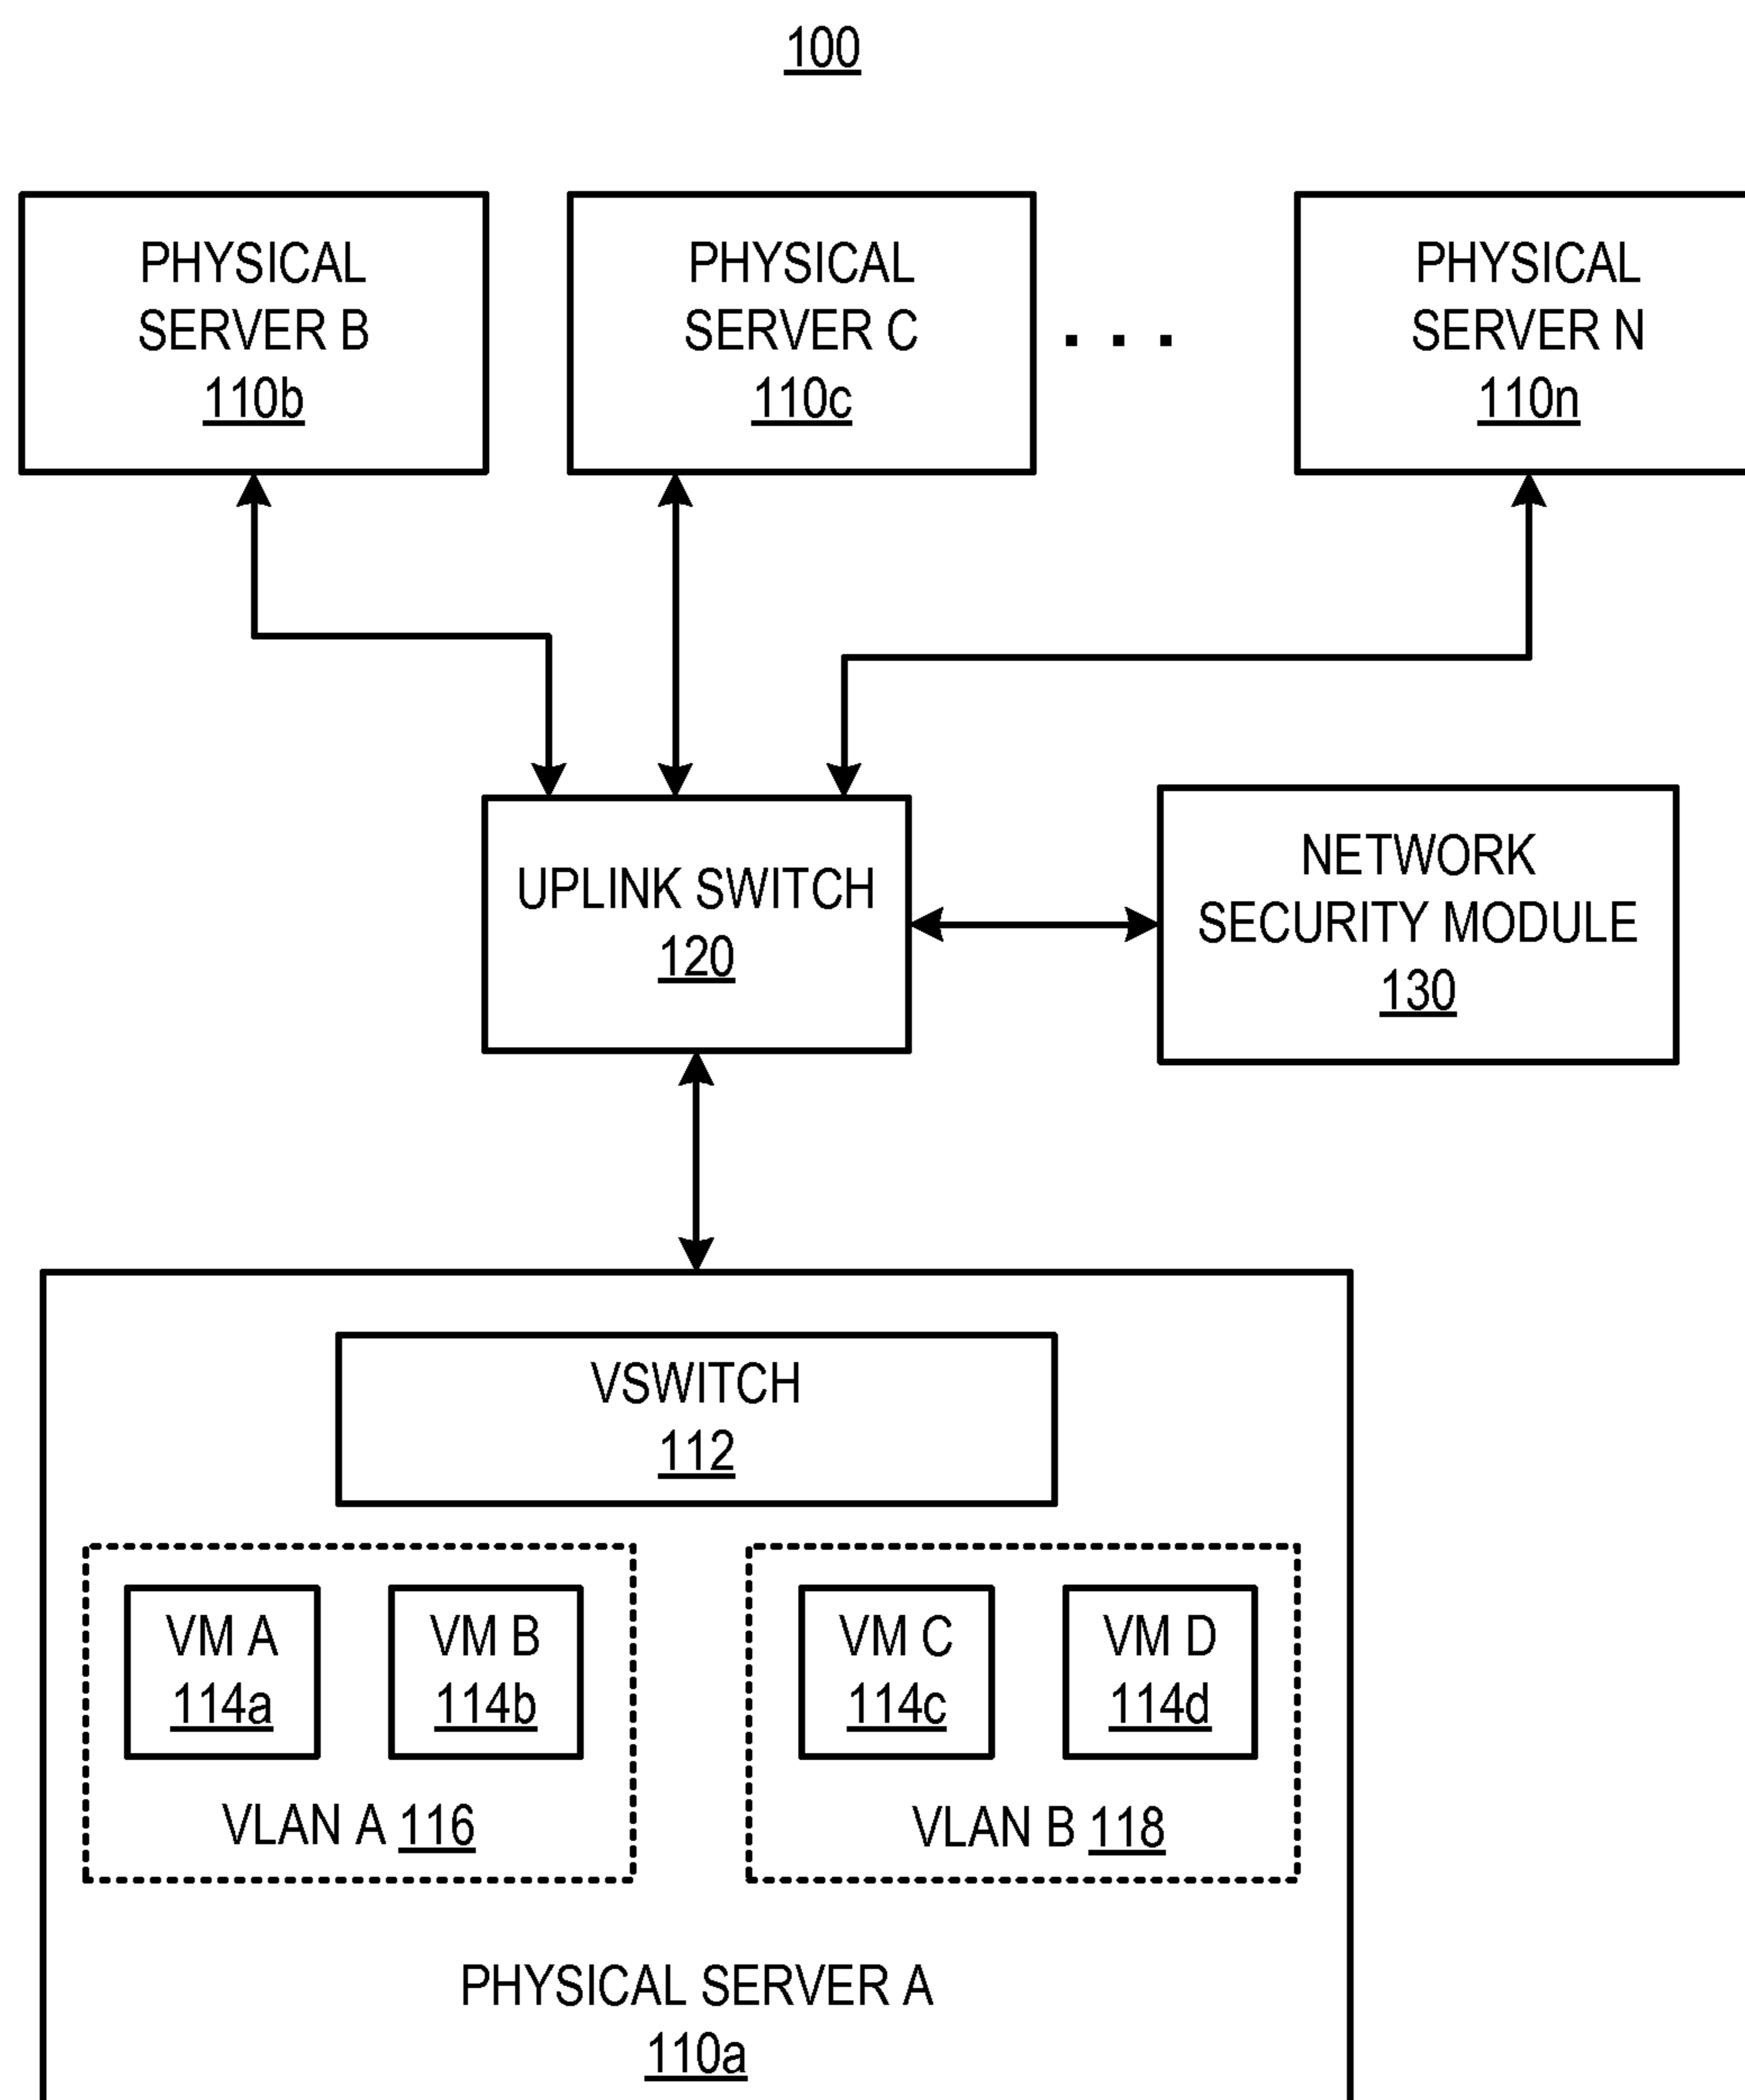 100
PHYSICAL
SERVER B
110b
PHYSICAL
SERVER C
110c
. . .
PHYSICAL
SERVER N
110n
UPLINK SWITCH
120
NETWORK
SECURITY MODULE
130
VSWITCH
112
VM A
114a
VM B
114b
VLAN A 116
VM C
114c
VM D
114d
VLAN B 118
PHYSICAL SERVER A
110a